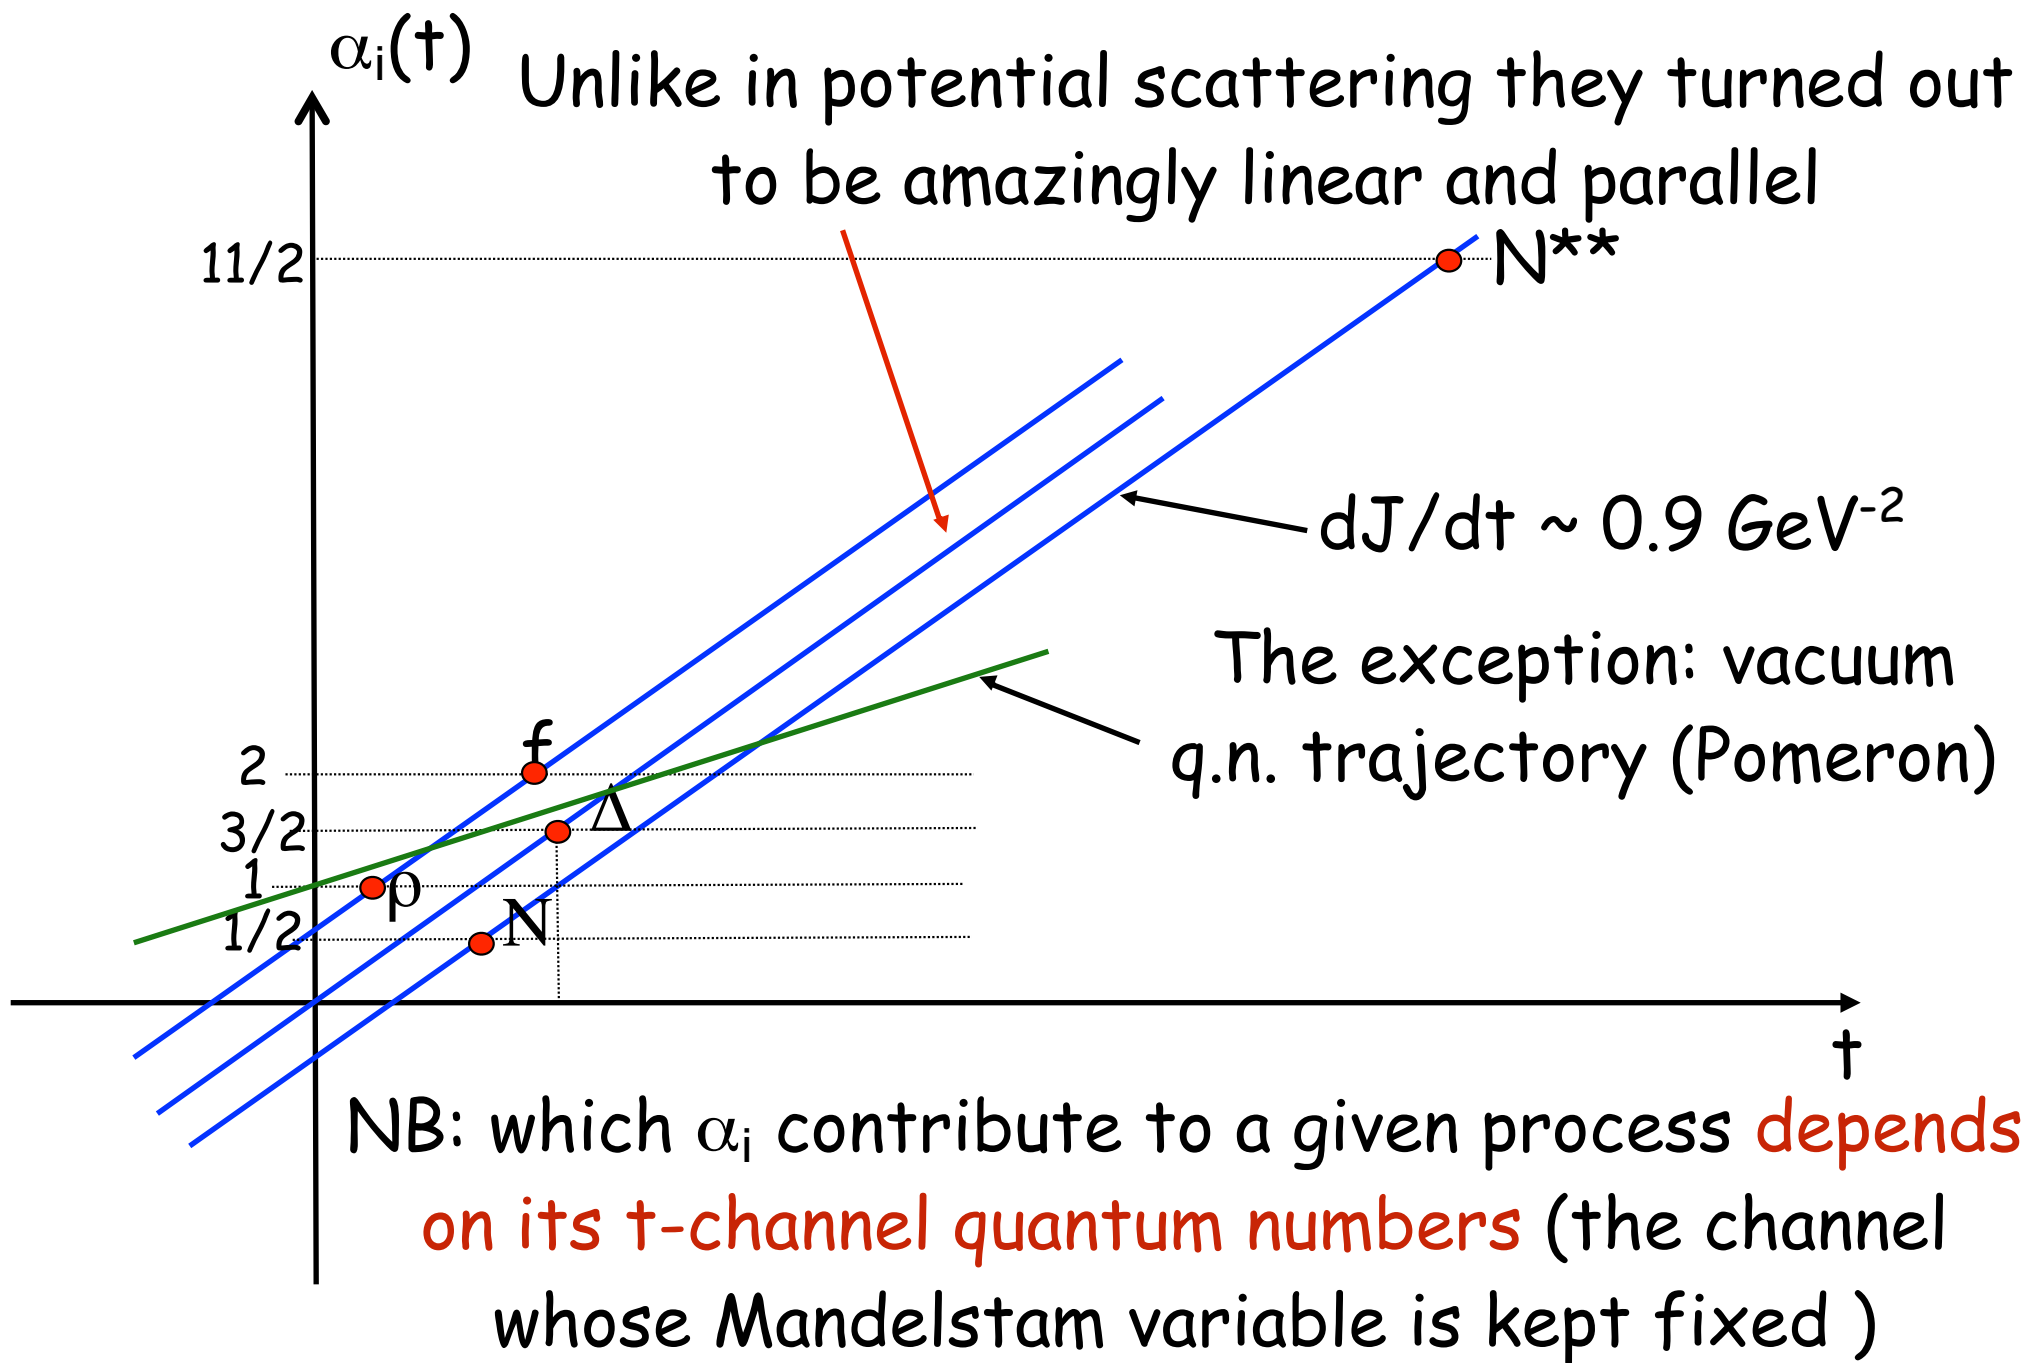 αi(t)
Unlike in potential scattering they turned out
to be amazingly linear and parallel
11/2
N**
dJ/dt ~ 0.9 GeV-2
The exception: vacuum
q.n. trajectory (Pomeron)
f
2
Δ
3/2
1
ρ
N
1/2
t
NB: which αi contribute to a given process depends
on its t-channel quantum numbers (the channel
whose Mandelstam variable is kept fixed )